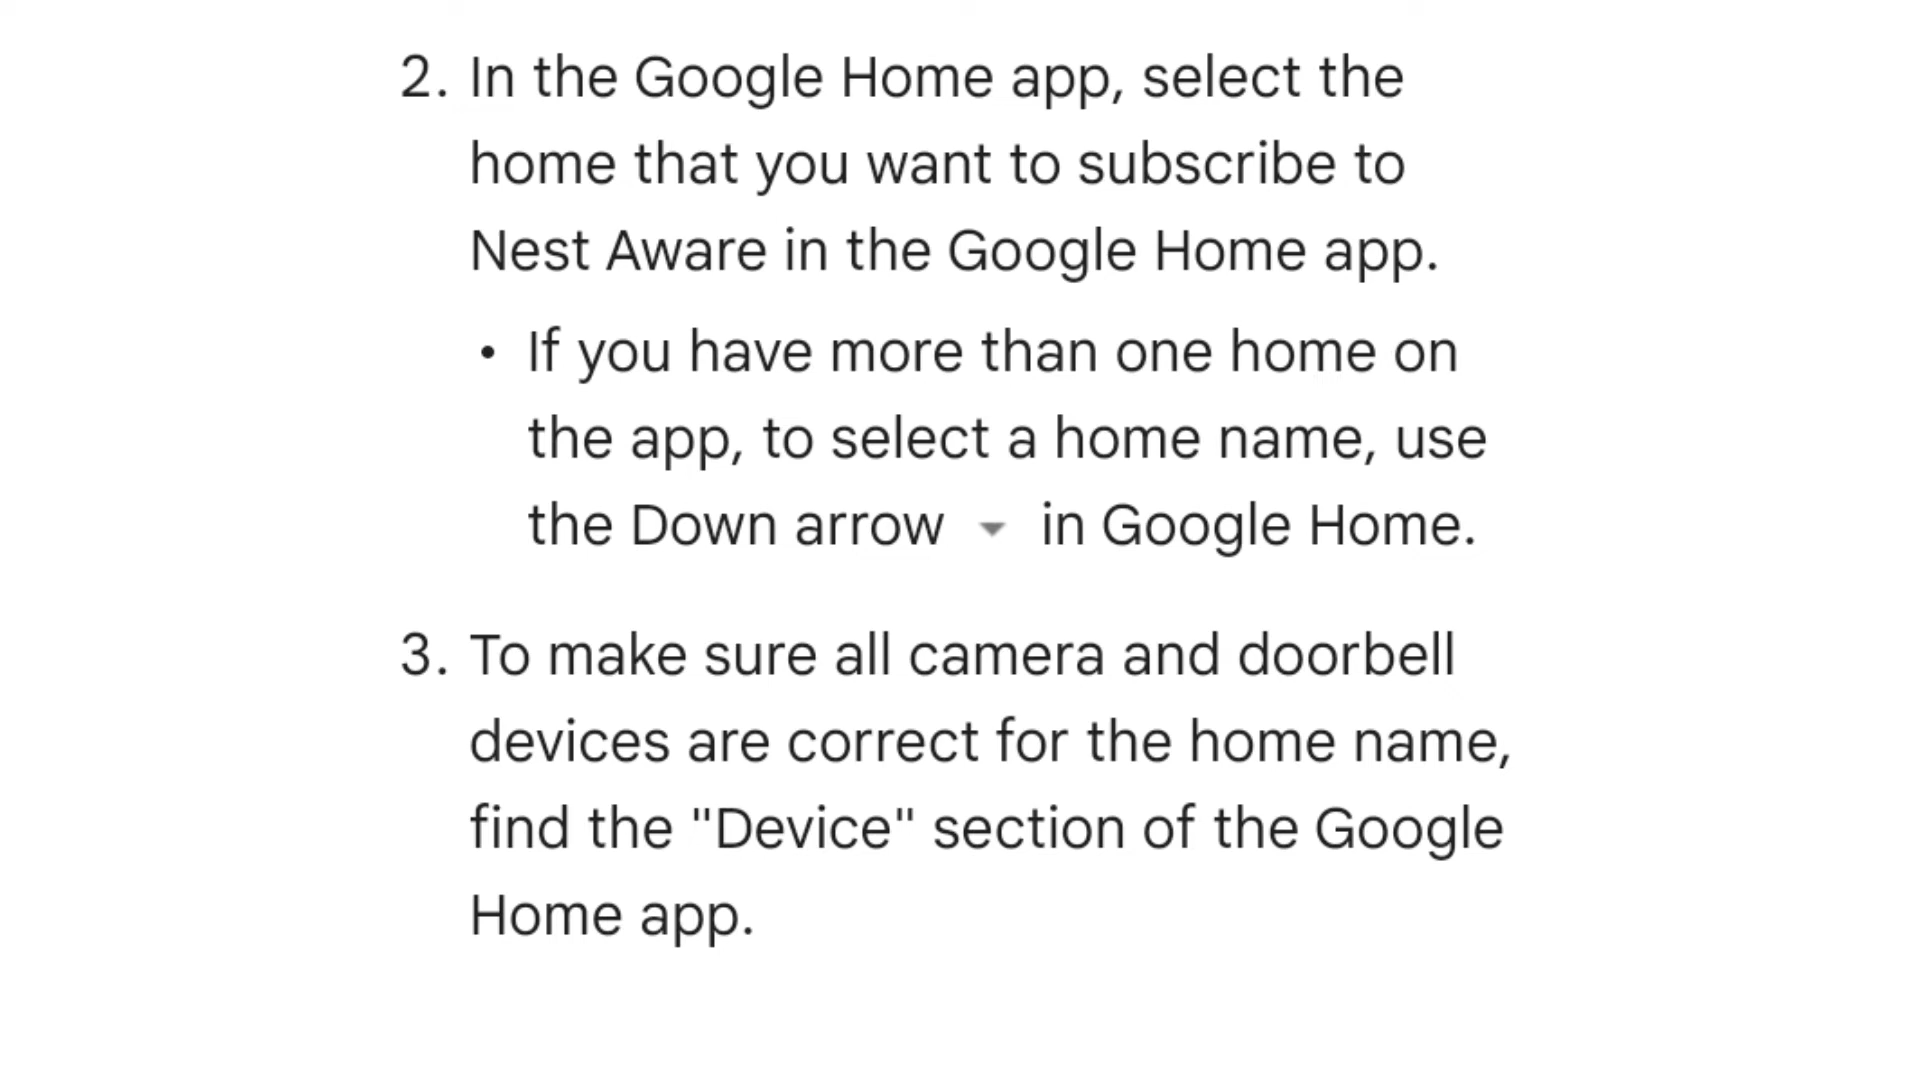 2. In the Google Home app, select the
home that you want to subscribe to
Nest Aware in the Google Home app.
• If you have more than one home on
the app, to select a home name, use
the Down arrow in Google Home.
3. To make sure all camera and doorbell
devices are correct for the home name,
find the "Device" section of the Google
Home app.